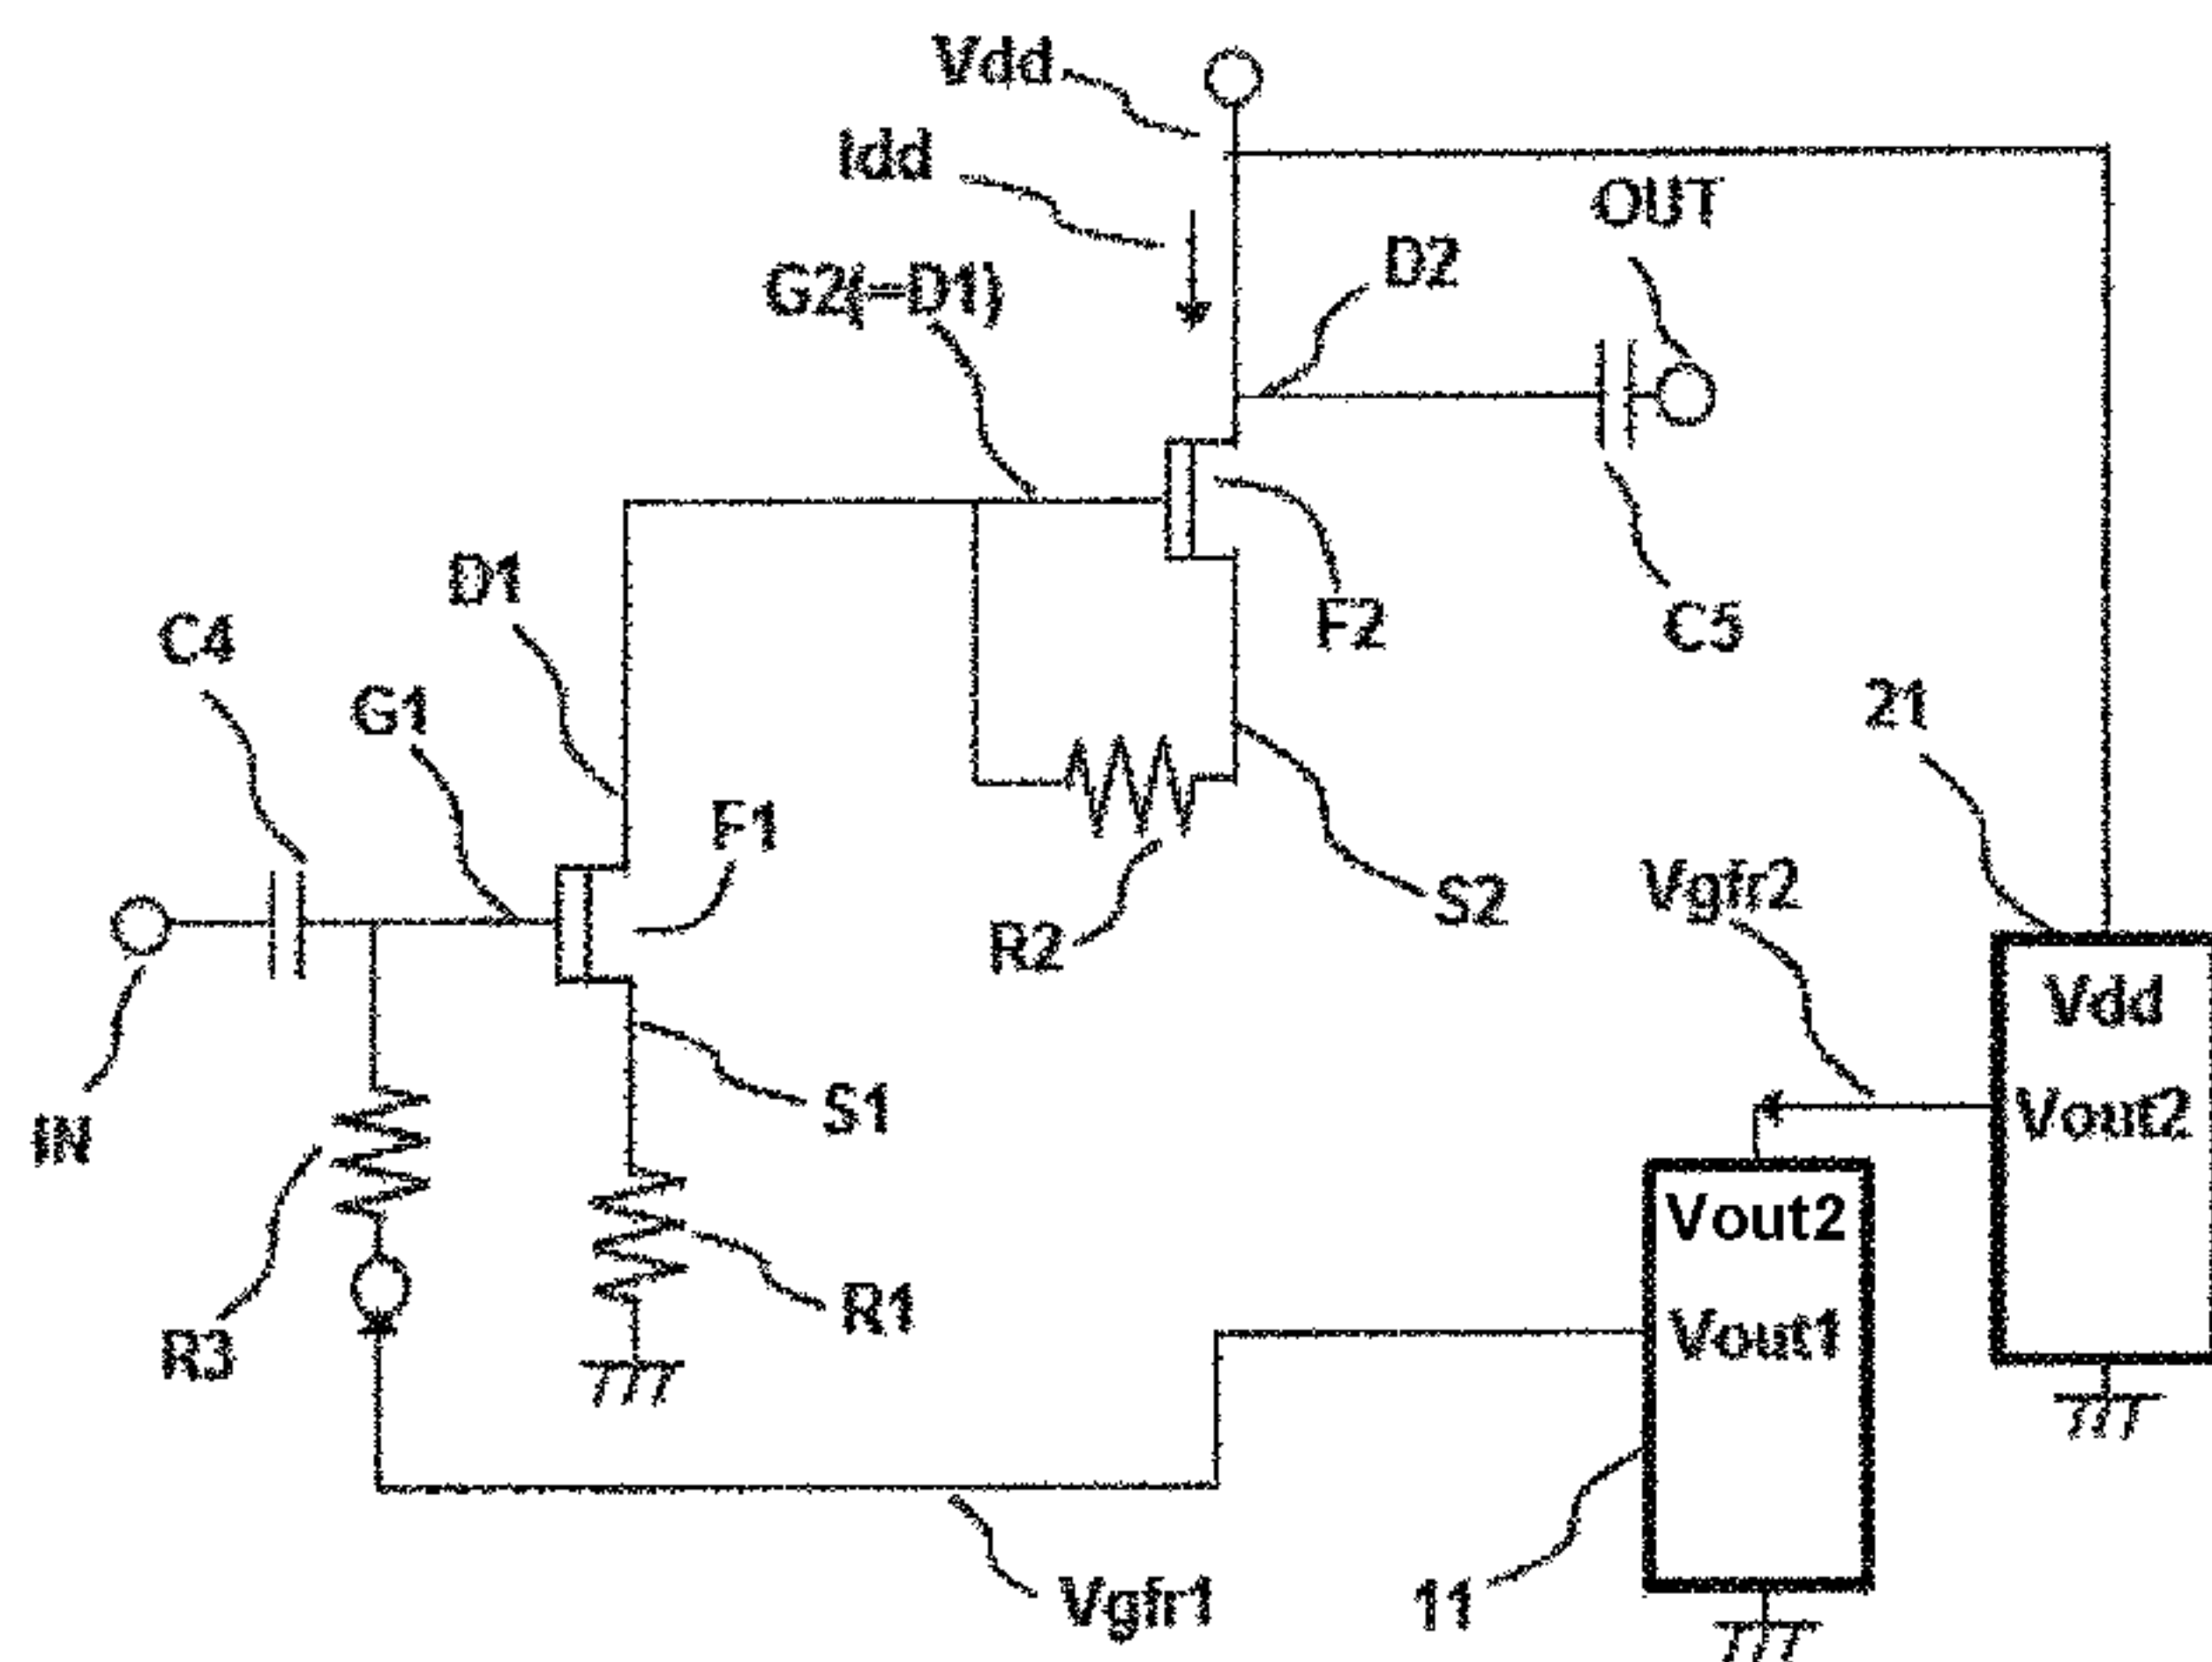 Vdd
Idd
OUT
D2
G2(=D1)
D1
F2
C5
C4
G1
21
F1
Vgfr2
S2
R2
Vdd
S1
Vout2
IN
Vout2
R1
Vout1
R3
Vgfr1
11